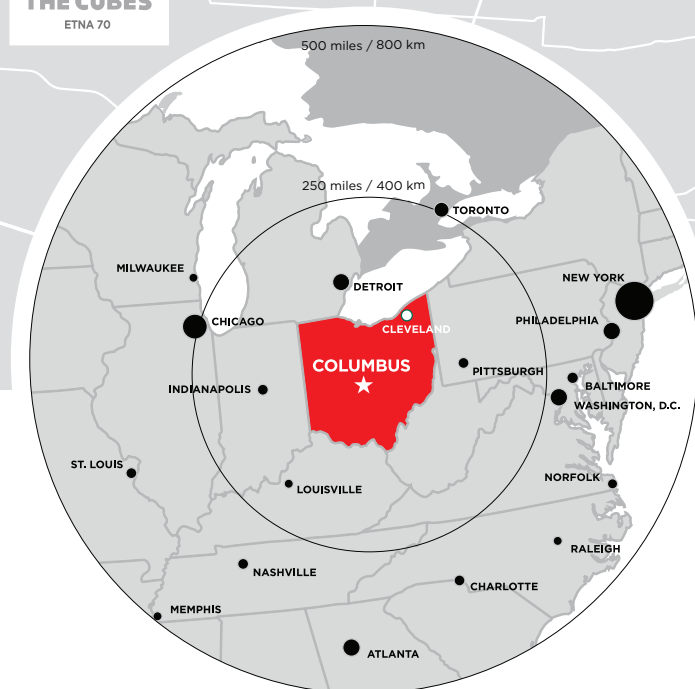 THE CUBES
ETNA 70
500 miles / 800 km
250 miles / 400 km
TORONTO
MILWAUKEE
DETROIT
NEW YORK
CHICAGO
PHILADELPHIA
CLEVELAND
COLUMBUS
PITTSBURGH
INDIANAPOLIS
BALTIMORE
WASHINGTON, D.C.
ST. LOUIS
NORFOLK
LOUISVILLE
RALEIGH
NASHVILLE
CHARLOTTE
MEMPHIS
ATLANTA